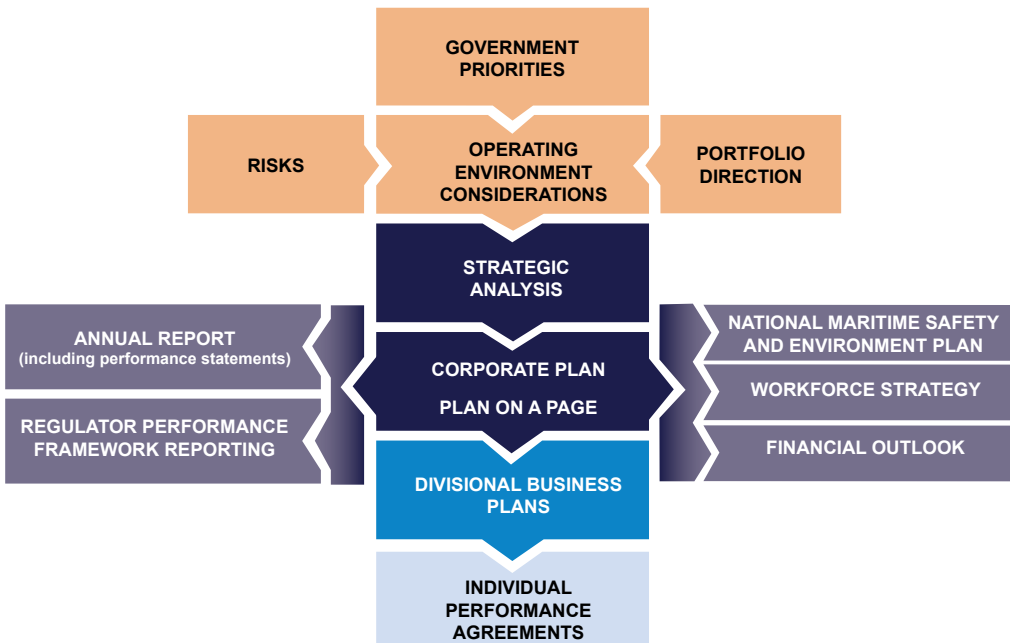 GOVERNMENT
PRIORITIES
RISKS
OPERATING
ENVIRONMENT
CONSIDERATIONS
PORTFOLIO
DIRECTION
STRATEGIC
ANALYSIS
ANNUAL REPORT
(including performance statements)
REGULATOR PERFORMANCE
FRAMEWORK REPORTING
CORPORATE PLAN
PLAN ON A PAGE
NATIONAL MARITIME SAFETY
AND ENVIRONMENT PLAN
WORKFORCE STRATEGY
FINANCIAL OUTLOOK
DIVISIONAL BUSINESS
PLANS
INDIVIDUAL
PERFORMANCE
AGREEMENTS